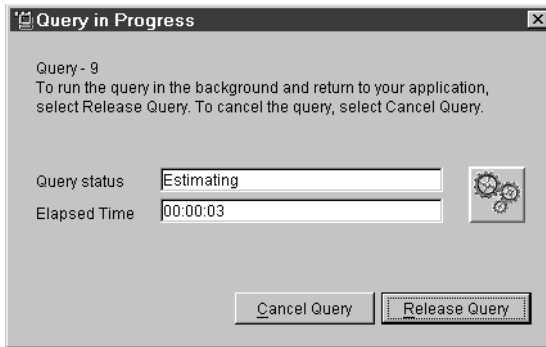 Query in Progress
Query - 9
To run the query in the background and return to your application,
select Release Query. To cancel the query, select Cancel Query.
Query status Estimating
Elapsed Time 00:00:03
Cancel Query Release Query